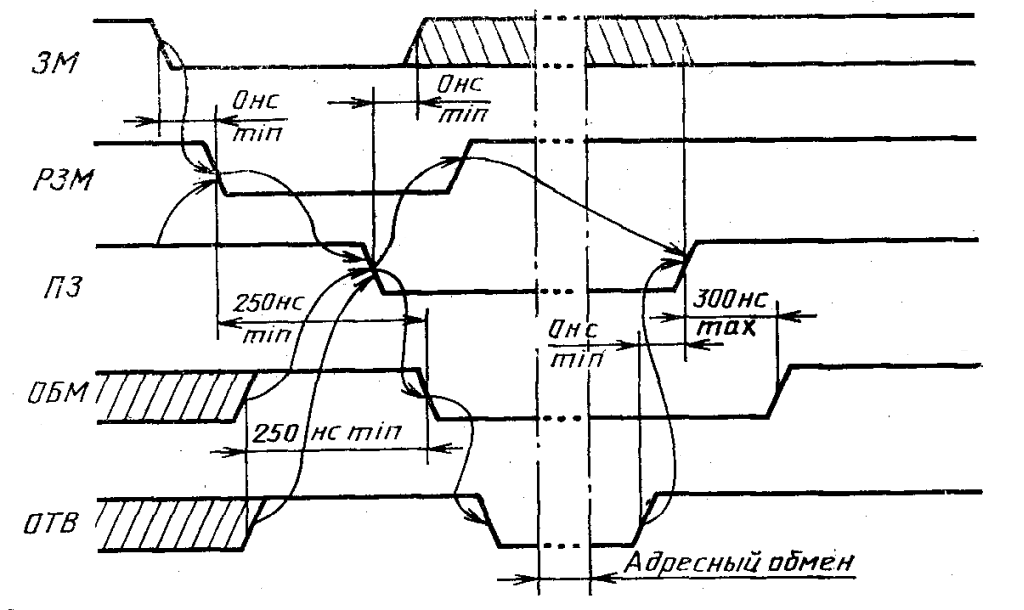 ЗМ
0нс
min
0нс
min
РЗМ
ПЗ
250нс
min
0нс
min
300нс
max
ОБМ
250 нс min
ОТВ
Адресный обмен